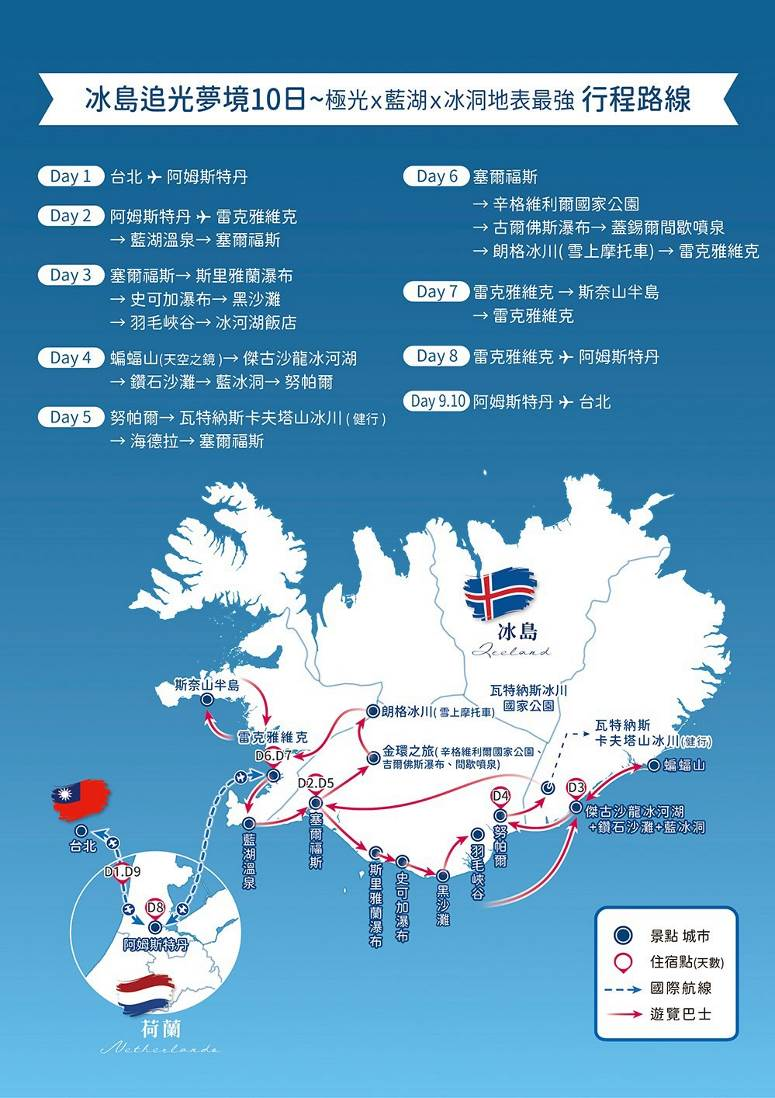 冰島追光夢境10日~極光x藍湖x冰洞地表最強 行程路線
Day 1 台北 ✈ 阿姆斯特丹
Day 2 阿姆斯特丹 ✈ 雷克雅維克
→ 藍湖溫泉→ 塞爾福斯
Day 3 塞爾福斯→ 斯里雅蘭瀑布
→ 史可加瀑布→ 黑沙灘
→ 羽毛峽谷→ 冰河湖飯店
Day 4 蝙蝠山(天空之鏡)→ 傑古沙龍冰河湖
→ 鑽石沙灘→ 藍冰洞→ 努帕爾
Day 5 努帕爾→ 瓦特納斯卡夫塔山冰川 (健行)
→ 海德拉→ 塞爾福斯
Day 6 塞爾福斯
→ 辛格維利爾國家公園
→ 古爾佛斯瀑布→ 蓋錫爾間歇噴泉
→ 朗格冰川(雪上摩托車) → 雷克雅維克
Day 7 雷克雅維克 → 斯奈山半島
→ 雷克雅維克
Day 8 雷克雅維克 ✈ 阿姆斯特丹
Day 9.10 阿姆斯特丹 ✈ 台北
冰島
Iceland
斯奈山半島
瓦特納斯冰川
國家公園
朗格冰川(雪上摩托車)
雷克雅維克
D6.D7
金環之旅(辛格維利爾國家公園、
吉爾佛斯瀑布、間歇噴泉)
瓦特納斯
卡夫塔山冰川(健行)
蝙蝠山
D2.D5
塞爾福斯
D4
努帕爾
D3
傑古沙龍冰河湖
+鑽石沙灘+藍冰洞
藍湖溫泉
斯里雅蘭瀑布
史可加瀑布
黑沙灘
羽毛峽谷
台北
D1.D9
D8
阿姆斯特丹
荷蘭
Netherlands
景點 城市
住宿點(天數)
國際航線
遊覽巴士